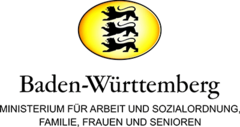 Baden-Württemberg
MINISTERIUM FÜR ARBEIT UND SOZIALORDNUNG,
FAMILIE, FRAUEN UND SENIOREN